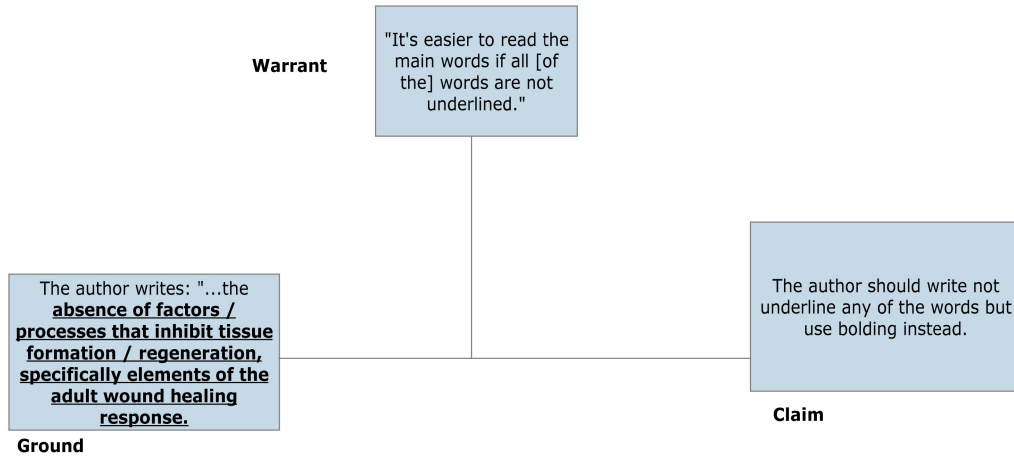 "It's easier to read the
main words if all [of
the] words are not
underlined."
Warrant
The author writes: "...the
absence of factors /
processes that inhibit tissue
formation / regeneration,
specifically elements of the
adult wound healing
response.
Ground
The author should write not
underline any of the words but
use bolding instead.
Claim